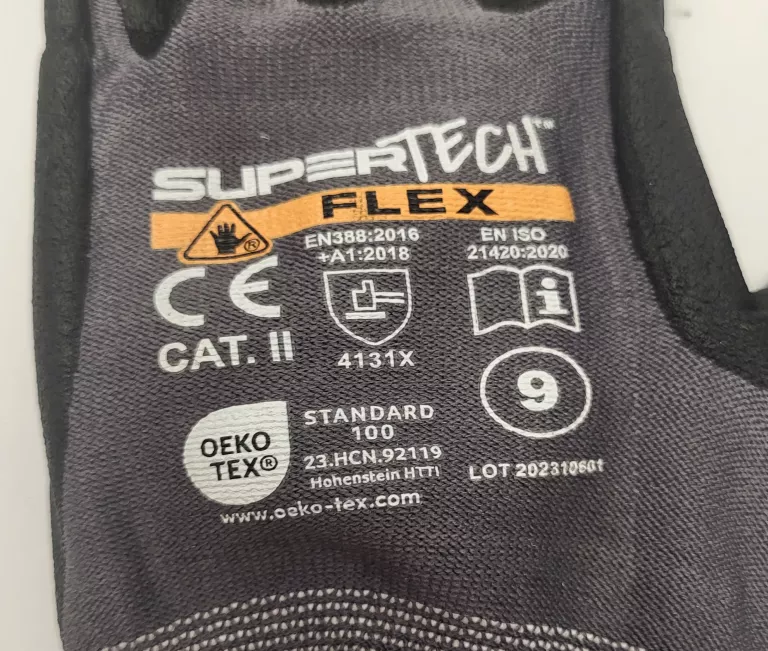 SUPERTECH™
FLEX
®
EN388:2016
+A1:2018
EN ISO
21420:2020
CE
CAT. II
i
4131X
9
OEKO
TEX®
STANDARD
100
23.HCN.92119
Hohenstein HTTI
www.oeko-tex.com
LOT 202310601